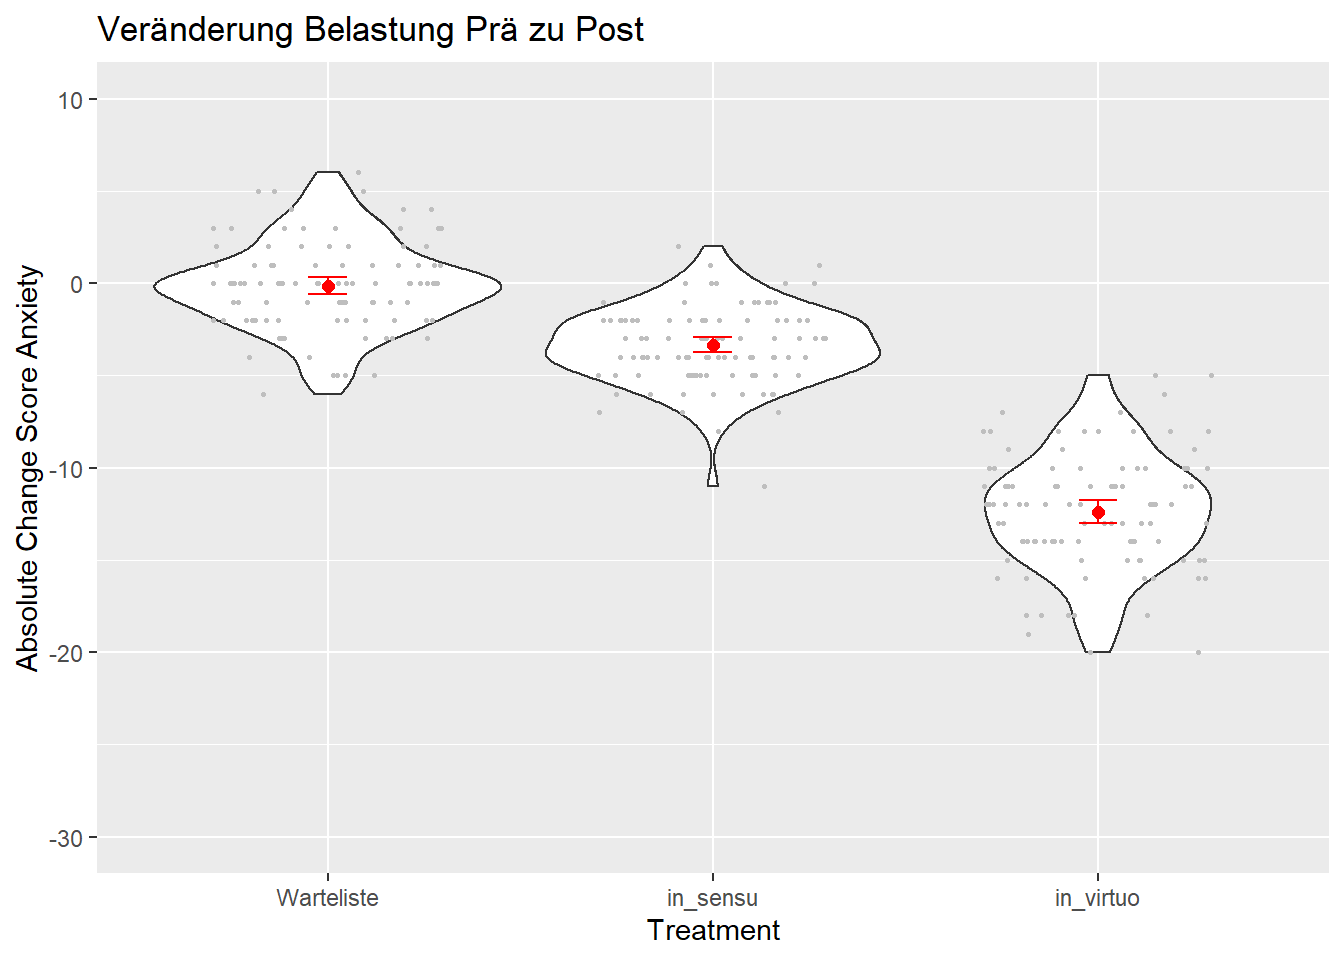 Veränderung Belastung Prä zu Post
Absolute Change Score Anxiety
10
0
-10
-20
-30
Warteliste
in_sensu
in_virtuo
Treatment